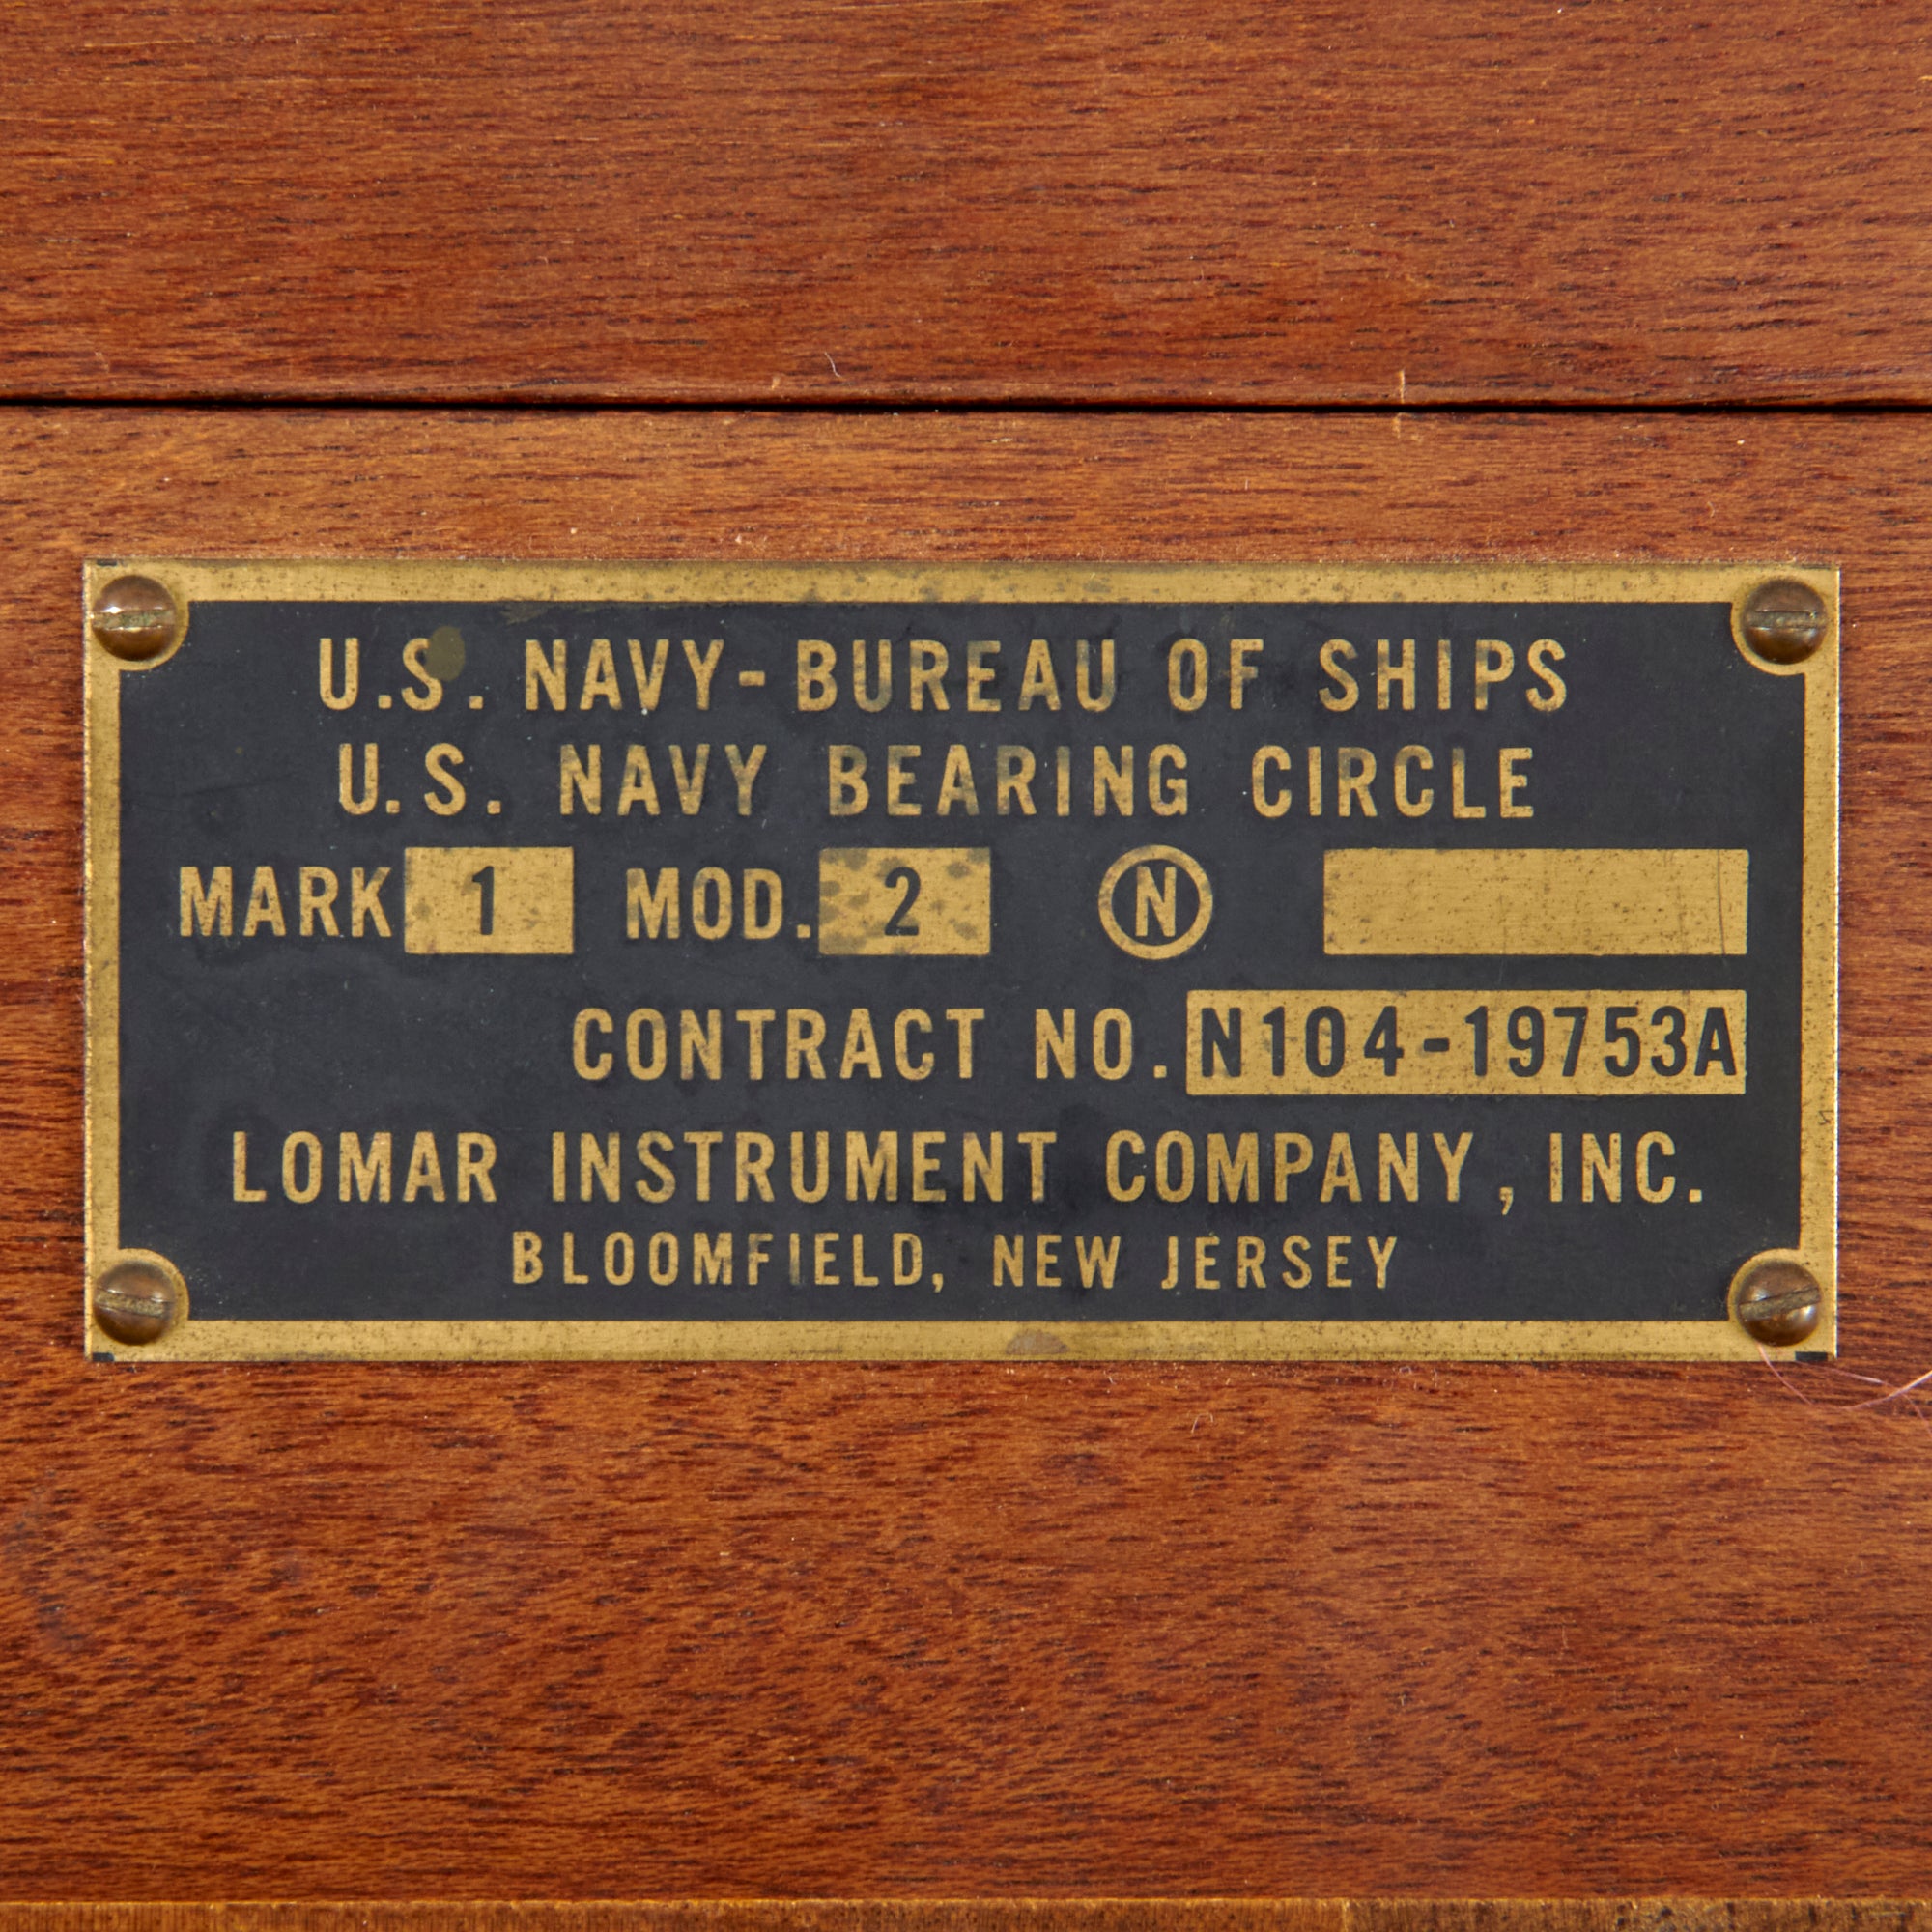 U.S. NAVY-BUREAU OF SHIPS
U.S. NAVY BEARING CIRCLE
MARK 1 MOD. 2 N
CONTRACT NO. N104-19753A
LOMAR INSTRUMENT COMPANY, INC.
BLOOMFIELD, NEW JERSEY